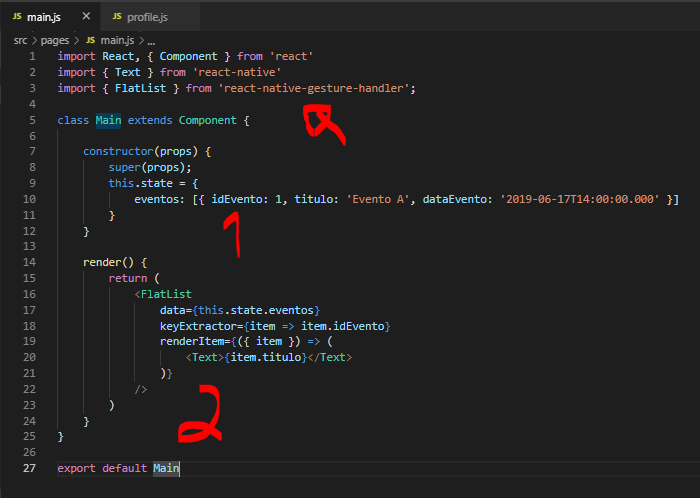 JS main.js × JS profile.js
src > pages > JS main.js > ...
1 import React, { Component } from 'react'
2 import { Text } from 'react-native'
3 import { FlatList } from 'react-native-gesture-handler';
4
5 class Main extends Component {
6
7 constructor(props) {
8 super(props);
9 this.state = {
10 eventos: [{ idEvento: 1, titulo: 'Evento A', dataEvento: '2019-06-17T14:00:00.000' }]
11 }
12 }
1
13
14 render() {
15 return (
16 <FlatList
17 data={this.state.eventos}
18 keyExtractor={item => item.idEvento}
19 renderItem={({ item }) => (
20 <Text>{item.titulo}</Text>
21 )}
22 />
23 )
24 }
2
25 }
26
27 export default Main